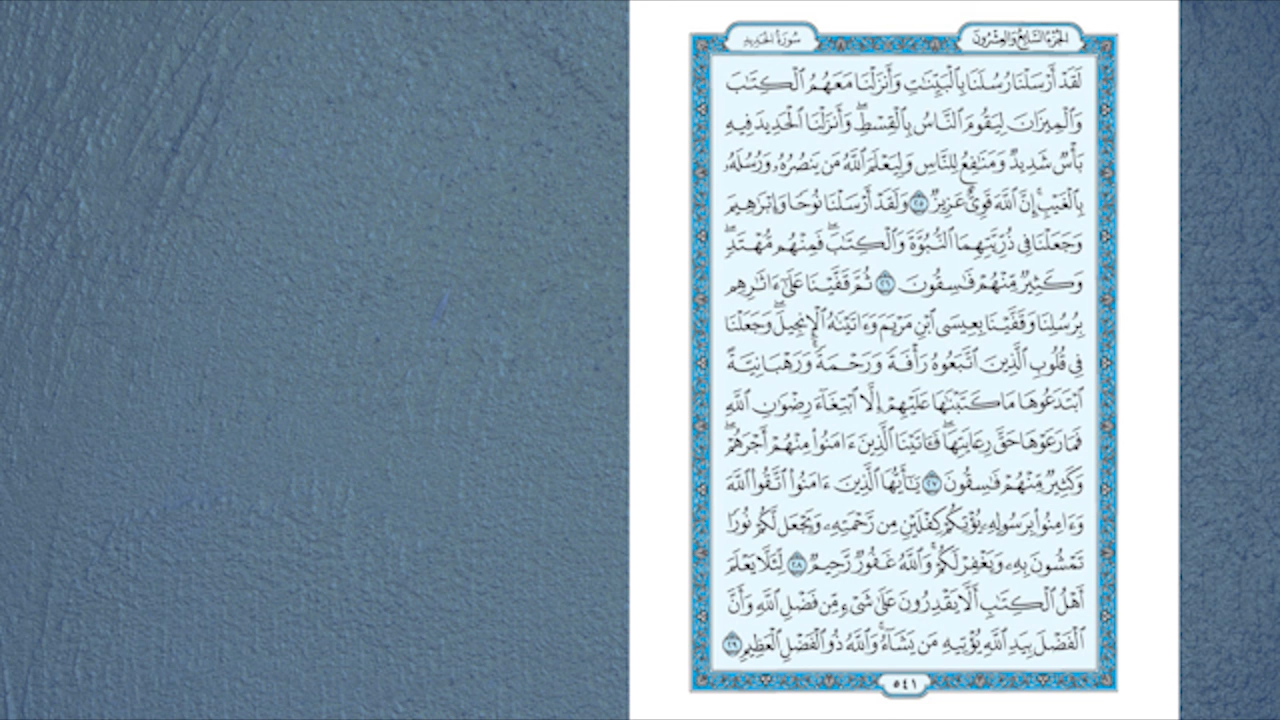 الجزء السابع والعشرون
سورة الحديد
لَقَدْ أَرْسَلْنَا رُسُلَنَا بِالْبَيِّنَٰتِ وَأَنزَلْنَا مَعَهُمُ الْكِتَٰبَ
وَالْمِيزَانَ لِيَقُومَ النَّاسُ بِالْقِسْطِ ۖ وَأَنزَلْنَا الْحَدِيدَ فِيهِ
بَأْسٌ شَدِيدٌ وَمَنَٰفِعُ لِلنَّاسِ وَلِيَعْلَمَ اللَّهُ مَن يَنصُرُهُۥ وَرُسُلَهُۥ
بِالْغَيْبِ ۚ إِنَّ اللَّهَ قَوِيٌّ عَزِيزٌ ٢٥ وَلَقَدْ أَرْسَلْنَا نُوحًا وَإِبْرَٰهِيمَ
وَجَعَلْنَا فِي ذُرِّيَّتِهِمَا النُّبُوَّةَ وَالْكِتَٰبَ ۖ فَمِنْهُم مُّهْتَدٍ ۖ
وَكَثِيرٌ مِّنْهُمْ فَٰسِقُونَ ٢٦ ثُمَّ قَفَّيْنَا عَلَىٰٓ ءَاثَٰرِهِم
بِرُسُلِنَا وَقَفَّيْنَا بِعِيسَى ابْنِ مَرْيَمَ وَءَاتَيْنَٰهُ الْإِنجِيلَ ۖ وَجَعَلْنَا
فِي قُلُوبِ الَّذِينَ اتَّبَعُوهُ رَأْفَةً وَرَحْمَةً ۚ وَرَهْبَانِيَّةً
ابْتَدَعُوهَا مَا كَتَبْنَٰهَا عَلَيْهِمْ إِلَّا ابْتِغَآءَ رِضْوَٰنِ اللَّهِ
فَمَا رَعَوْهَا حَقَّ رِعَايَتِهَا ۖ فَـَٔاتَيْنَا الَّذِينَ ءَامَنُوا۟ مِنْهُمْ أَجْرَهُمْ ۖ
وَكَثِيرٌ مِّنْهُمْ فَٰسِقُونَ ٢٧ يَٰٓأَيُّهَا الَّذِينَ ءَامَنُوا۟ اتَّقُوا۟ اللَّهَ
وَءَامِنُوا۟ بِرَسُولِهِۦ يُؤْتِكُمْ كِفْلَيْنِ مِن رَّحْمَتِهِۦ وَيَجْعَل لَّكُمْ نُورًا
تَمْشُونَ بِهِۦ وَيَغْفِرْ لَكُمْ ۚ وَاللَّهُ غَفُورٌ رَّحِيمٌ ٢٨ لِّئَلَّا يَعْلَمَ
أَهْلُ الْكِتَٰبِ أَلَّا يَقْدِرُونَ عَلَىٰ شَيْءٍ مِّن فَضْلِ اللَّهِ وَأَنَّ
الْفَضْلَ بِيَدِ اللَّهِ يُؤْتِيهِ مَن يَشَآءُ ۚ وَاللَّهُ ذُو الْفَضْلِ الْعَظِيمِ ٢٩
٥٤١